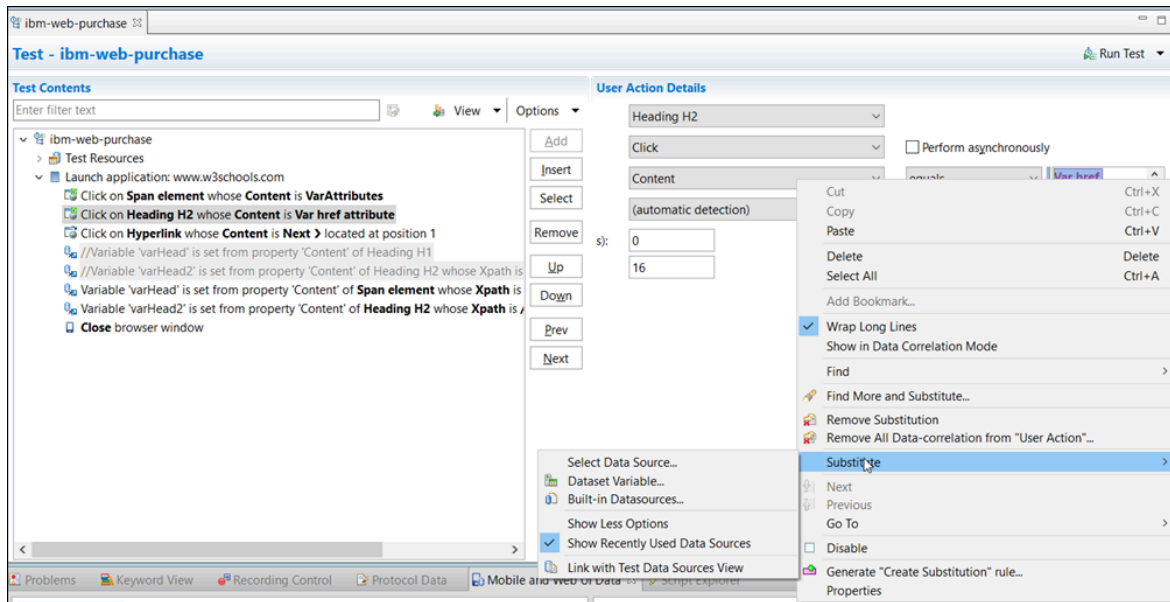 ibm-web-purchase
Test - ibm-web-purchase
Run Test
Test Contents
Enter filter text
View
Options
ibm-web-purchase
Test Resources
Launch application: www.w3schools.com
Click on Span element whose Content is VarAttributes
Click on Heading H2 whose Content is Var href attribute
Click on Hyperlink whose Content is Next ❯ located at position 1
//Variable 'varHead' is set from property 'Content' of Heading H1
//Variable 'varHead2' is set from property 'Content' of Heading H2 whose Xpath is
Variable 'varHead' is set from property 'Content' of Span element whose Xpath is
Variable 'varHead2' is set from property 'Content' of Heading H2 whose Xpath is /
Close browser window
Add
Insert
Select
Remove
Up
Down
Prev
Next
User Action Details
Heading H2
Click
Perform asynchronously
Content
equals
Var href
(automatic detection)
s):
0
16
Cut Ctrl+X
Copy Ctrl+C
Paste Ctrl+V
Delete Delete
Select All Ctrl+A
Add Bookmark...
Wrap Long Lines
Show in Data Correlation Mode
Find
Find More and Substitute...
Remove Substitution
Remove All Data-correlation from "User Action"...
Substitute
Next
Previous
Go To
Disable
Generate "Create Substitution" rule...
Properties
Select Data Source...
Dataset Variable...
Built-in Datasources...
Show Less Options
Show Recently Used Data Sources
Link with Test Data Sources View
Problems
Keyword View
Recording Control
Protocol Data
Mobile and Web UI Data
Script Explorer